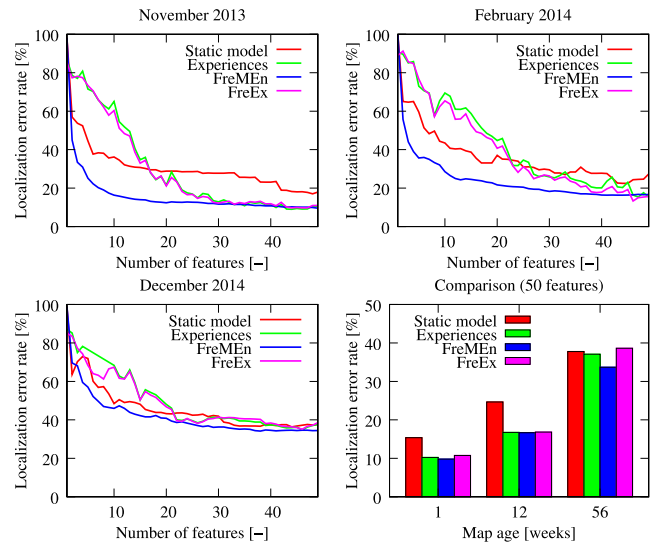 November 2013
Localization error rate [%]
100
80
60
40
20
0
10
20
30
40
Number of features [−]
Static model
Experiences
FreMEn
FreEx
February 2014
Localization error rate [%]
100
80
60
40
20
0
10
20
30
40
Number of features [−]
Static model
Experiences
FreMEn
FreEx
December 2014
Localization error rate [%]
100
80
60
40
20
0
10
20
30
40
Number of features [−]
Static model
Experiences
FreMEn
FreEx
Comparison (50 features)
Localization error rate [%]
50
40
30
20
10
0
1
12
56
Map age [weeks]
Static model
Experiences
FreMEn
FreEx